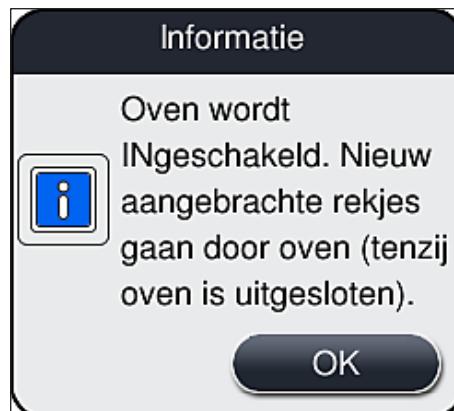 Informatie
Oven wordt
INgeschakeld. Nieuw
aangebrachte rekjes
gaan door oven (tenzij
oven is uitgesloten).
i
OK